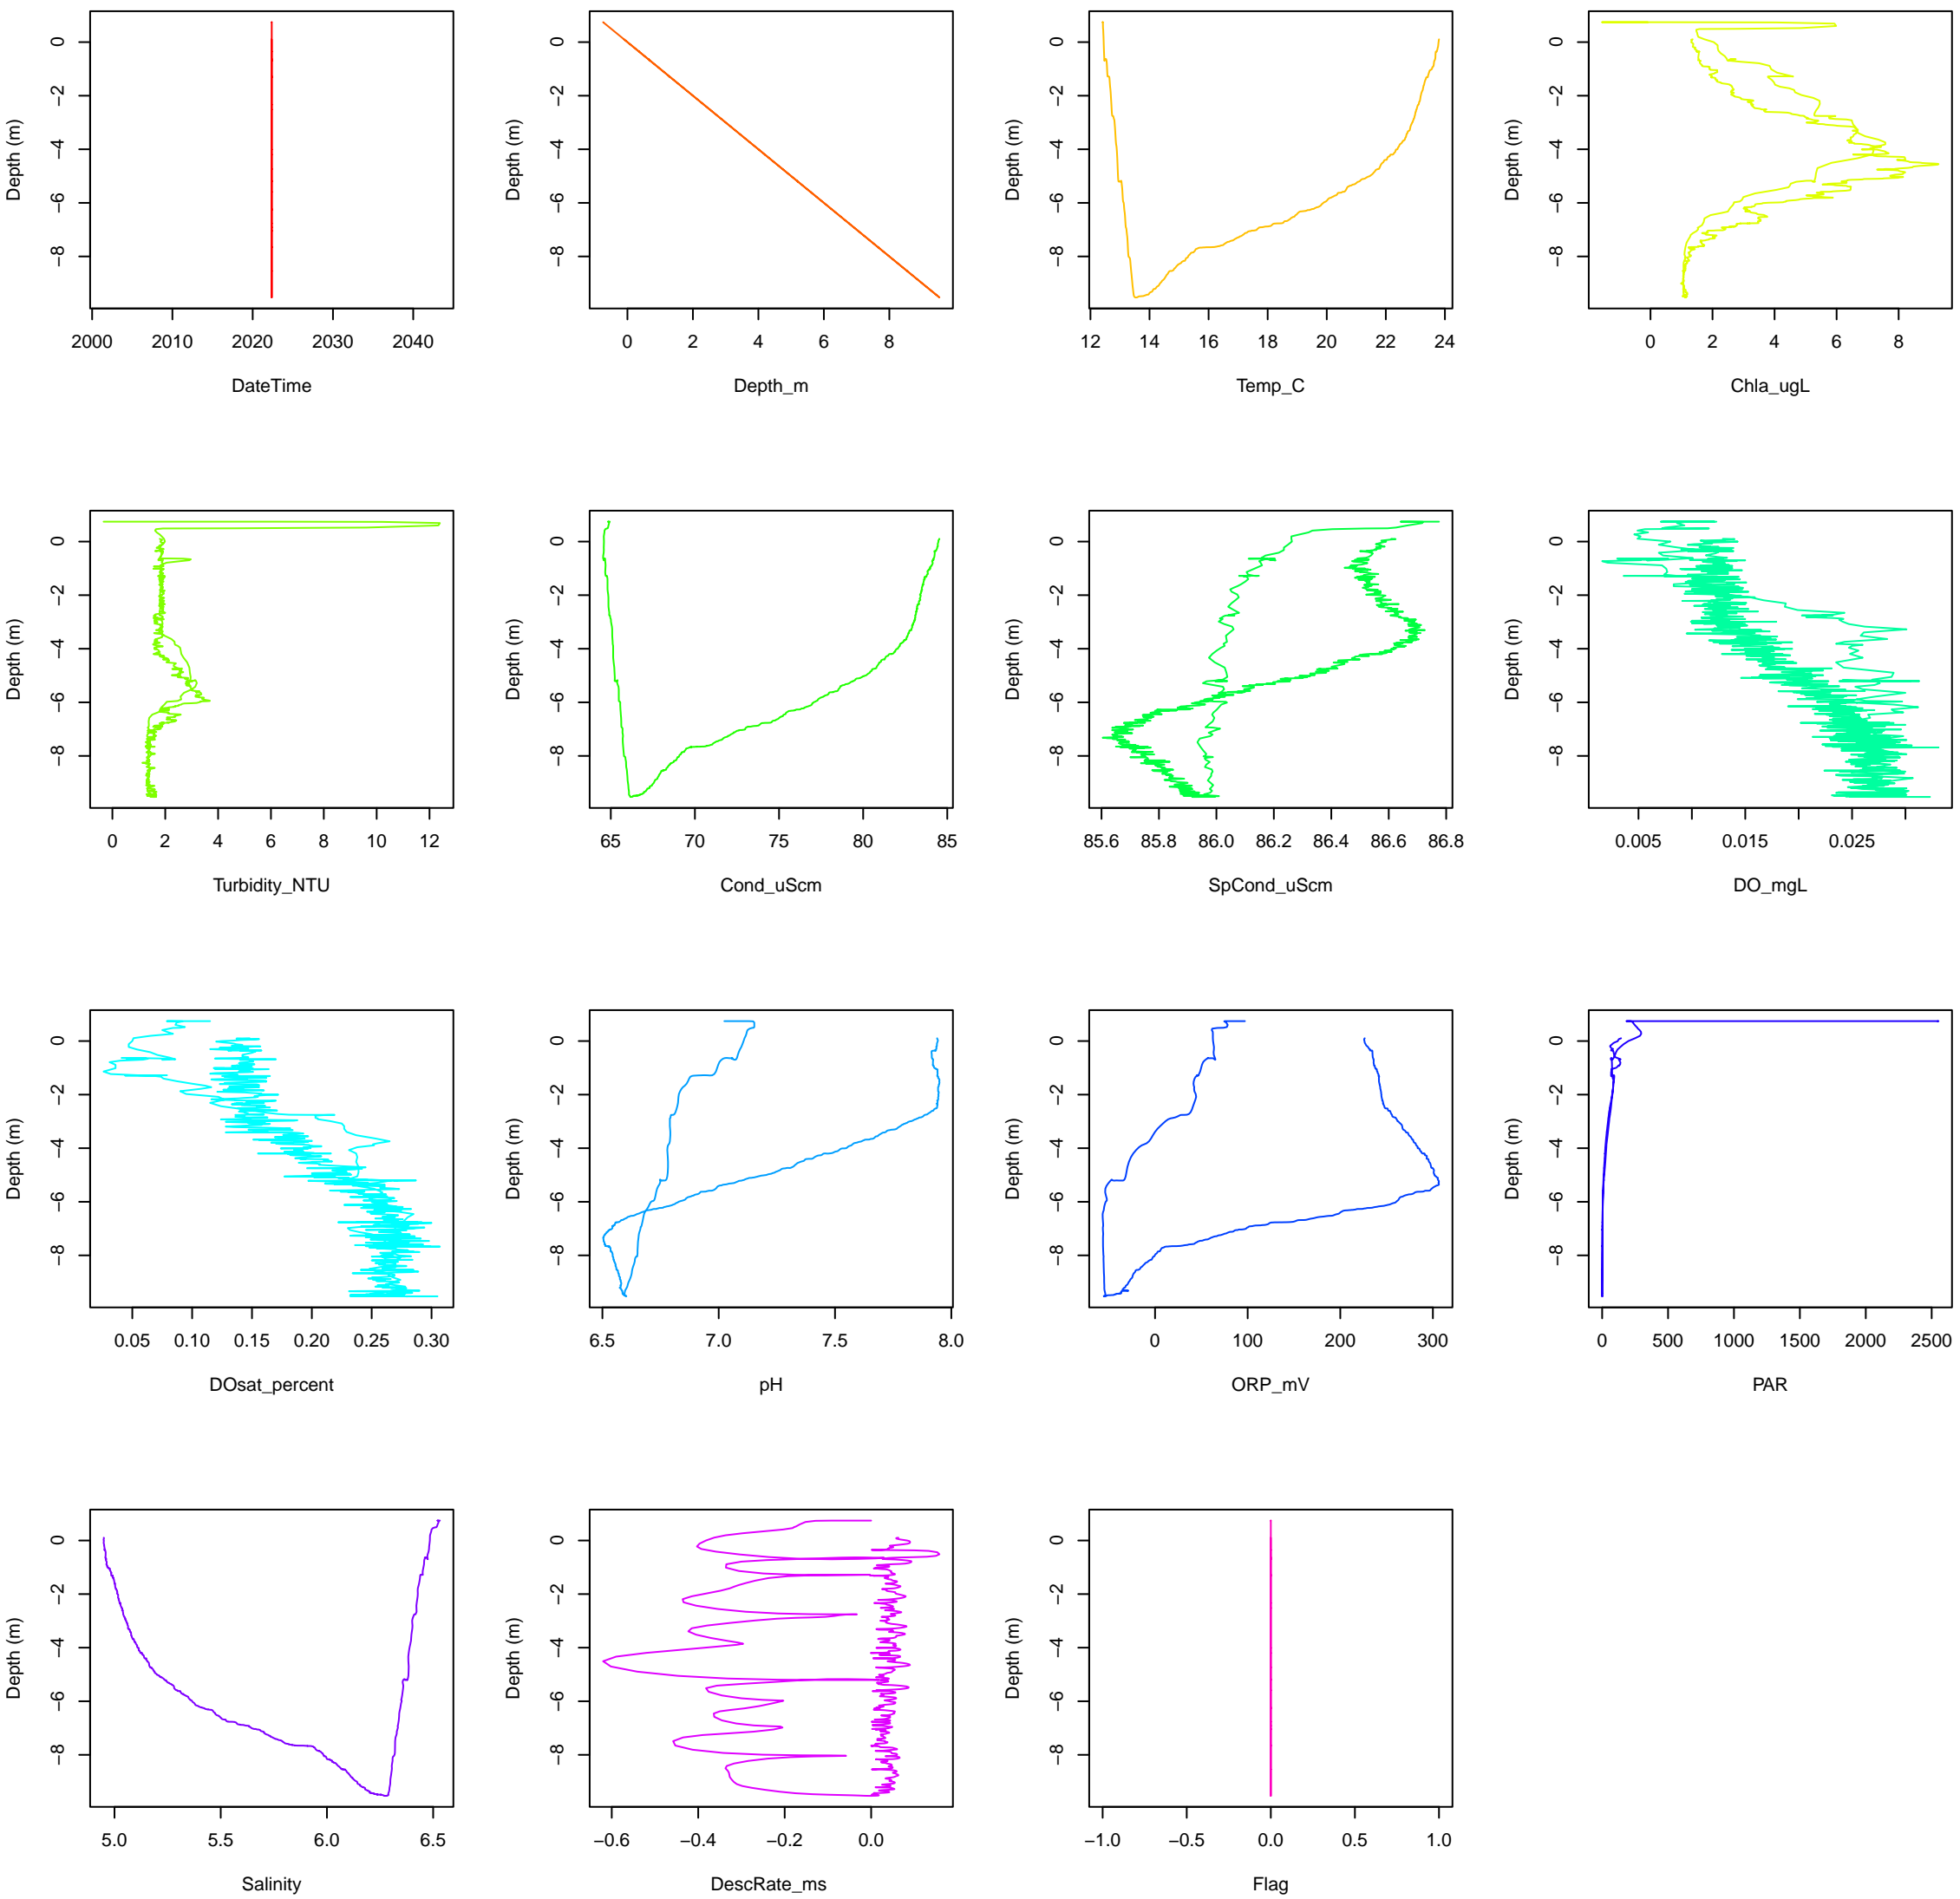 Depth (m)
0
−2
−4
−6
−8
2000 2010 2020 2030 2040
DateTime
Depth (m)
0
−2
−4
−6
−8
0 2 4 6 8
Depth_m
Depth (m)
0
−2
−4
−6
−8
12 14 16 18 20 22 24
Temp_C
Depth (m)
0
−2
−4
−6
−8
0 2 4 6 8
Chla_ugL
Depth (m)
0
−2
−4
−6
−8
0 2 4 6 8 10 12
Turbidity_NTU
Depth (m)
0
−2
−4
−6
−8
65 70 75 80 85
Cond_uScm
Depth (m)
0
−2
−4
−6
−8
85.6 85.8 86.0 86.2 86.4 86.6 86.8
SpCond_uScm
Depth (m)
0
−2
−4
−6
−8
0.005 0.015 0.025
DO_mgL
Depth (m)
0
−2
−4
−6
−8
0.05 0.10 0.15 0.20 0.25 0.30
DOsat_percent
Depth (m)
0
−2
−4
−6
−8
6.5 7.0 7.5 8.0
pH
Depth (m)
0
−2
−4
−6
−8
0 100 200 300
ORP_mV
Depth (m)
0
−2
−4
−6
−8
0 500 1000 1500 2000 2500
PAR
Depth (m)
0
−2
−4
−6
−8
5.0 5.5 6.0 6.5
Salinity
Depth (m)
0
−2
−4
−6
−8
−0.6 −0.4 −0.2 0.0
DescRate_ms
Depth (m)
0
−2
−4
−6
−8
−1.0 −0.5 0.0 0.5 1.0
Flag